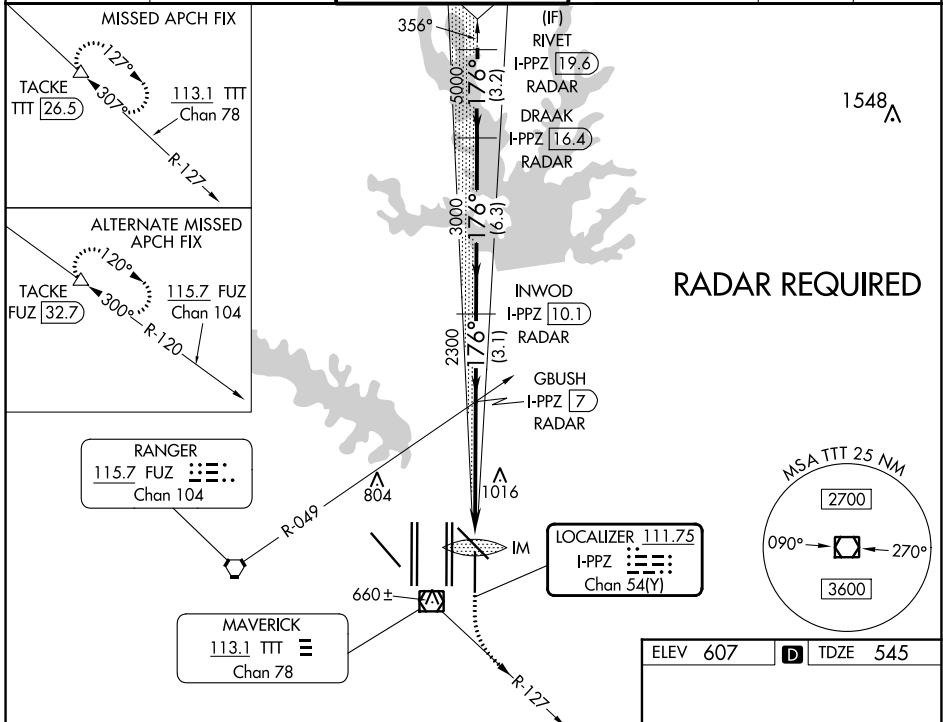 MISSED APCH FIX
127°
TACKE
TTT 26.5
307°
113.1 TTT
Chan 78
R-127
ALTERNATE MISSED
APCH FIX
120°
TACKE
FUZ 32.7
300°
115.7 FUZ
Chan 104
R-120
356°
(IF)
RIVET
I-PPZ 19.6
RADAR
5000
176°
(3.2)
DRAAK
I-PPZ 16.4
RADAR
1548
3000
176°
(6.3)
RADAR REQUIRED
INWOD
I-PPZ 10.1
RADAR
2300
176°
(3.1)
GBUSH
I-PPZ 7
RADAR
RANGER
115.7 FUZ
Chan 104
R-049
804
1016
IM
LOCALIZER 111.75
I-PPZ
Chan 54(Y)
MSA TTT 25 NM
2700
090°
270°
3600
660±
MAVERICK
113.1 TTT
Chan 78
R-127
ELEV 607
D
TDZE 545